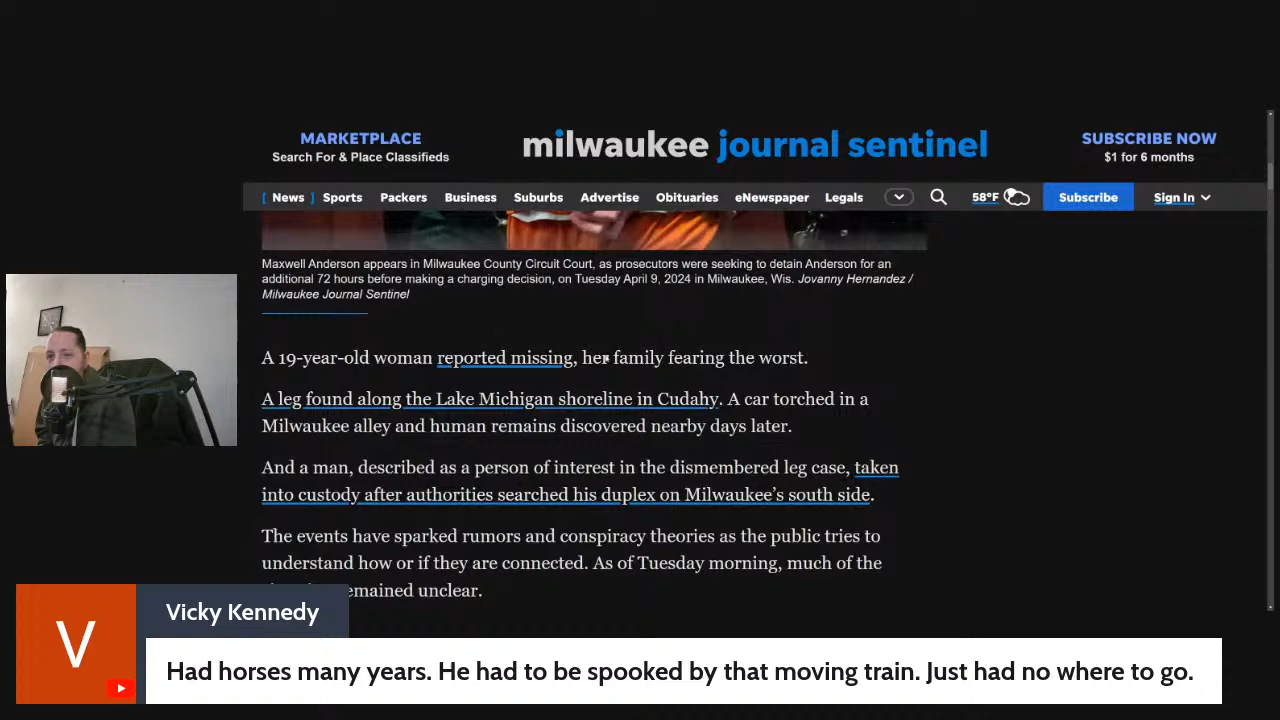 MARKETPLACE
Search For & Place Classifieds
milwaukee journal sentinel
SUBSCRIBE NOW
$1 for 6 months
[ News ] Sports Packers Business Suburbs Advertise Obituaries eNewspaper Legals 58°F Subscribe Sign In
Maxwell Anderson appears in Milwaukee County Circuit Court, as prosecutors were seeking to detain Anderson for an
additional 72 hours before making a charging decision, on Tuesday April 9, 2024 in Milwaukee, Wis. Jovanny Hernandez /
Milwaukee Journal Sentinel
A 19-year-old woman reported missing, her family fearing the worst.
A leg found along the Lake Michigan shoreline in Cudahy. A car torched in a
Milwaukee alley and human remains discovered nearby days later.
And a man, described as a person of interest in the dismembered leg case, taken
into custody after authorities searched his duplex on Milwaukee's south side.
The events have sparked rumors and conspiracy theories as the public tries to
understand how or if they are connected. As of Tuesday morning, much of the
emained unclear.
V
Vicky Kennedy
Had horses many years. He had to be spooked by that moving train. Just had no where to go.